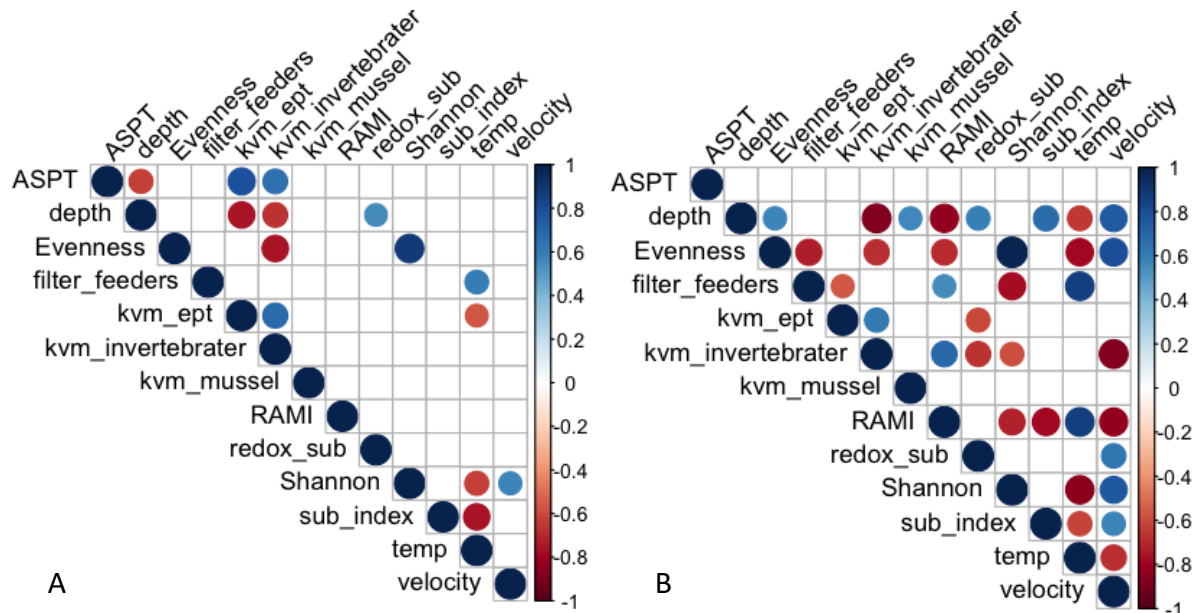 ASPT
depth
Evenness
filter_feeders
kvm_ept
kvm_invertebrater
kvm_mussel
RAMI
redox_sub
Shannon
sub_index
temp
velocity
ASPT
depth
Evenness
filter_feeders
kvm_ept
kvm_invertebrater
kvm_mussel
RAMI
redox_sub
Shannon
sub_index
temp
velocity
1
0.8
0.6
0.4
0.2
0
-0.2
-0.4
-0.6
-0.8
-1
A
ASPT
depth
Evenness
filter_feeders
kvm_ept
kvm_invertebrater
kvm_mussel
RAMI
redox_sub
Shannon
sub_index
temp
velocity
ASPT
depth
Evenness
filter_feeders
kvm_ept
kvm_invertebrater
kvm_mussel
RAMI
redox_sub
Shannon
sub_index
temp
velocity
1
0.8
0.6
0.4
0.2
0
-0.2
-0.4
-0.6
-0.8
-1
B